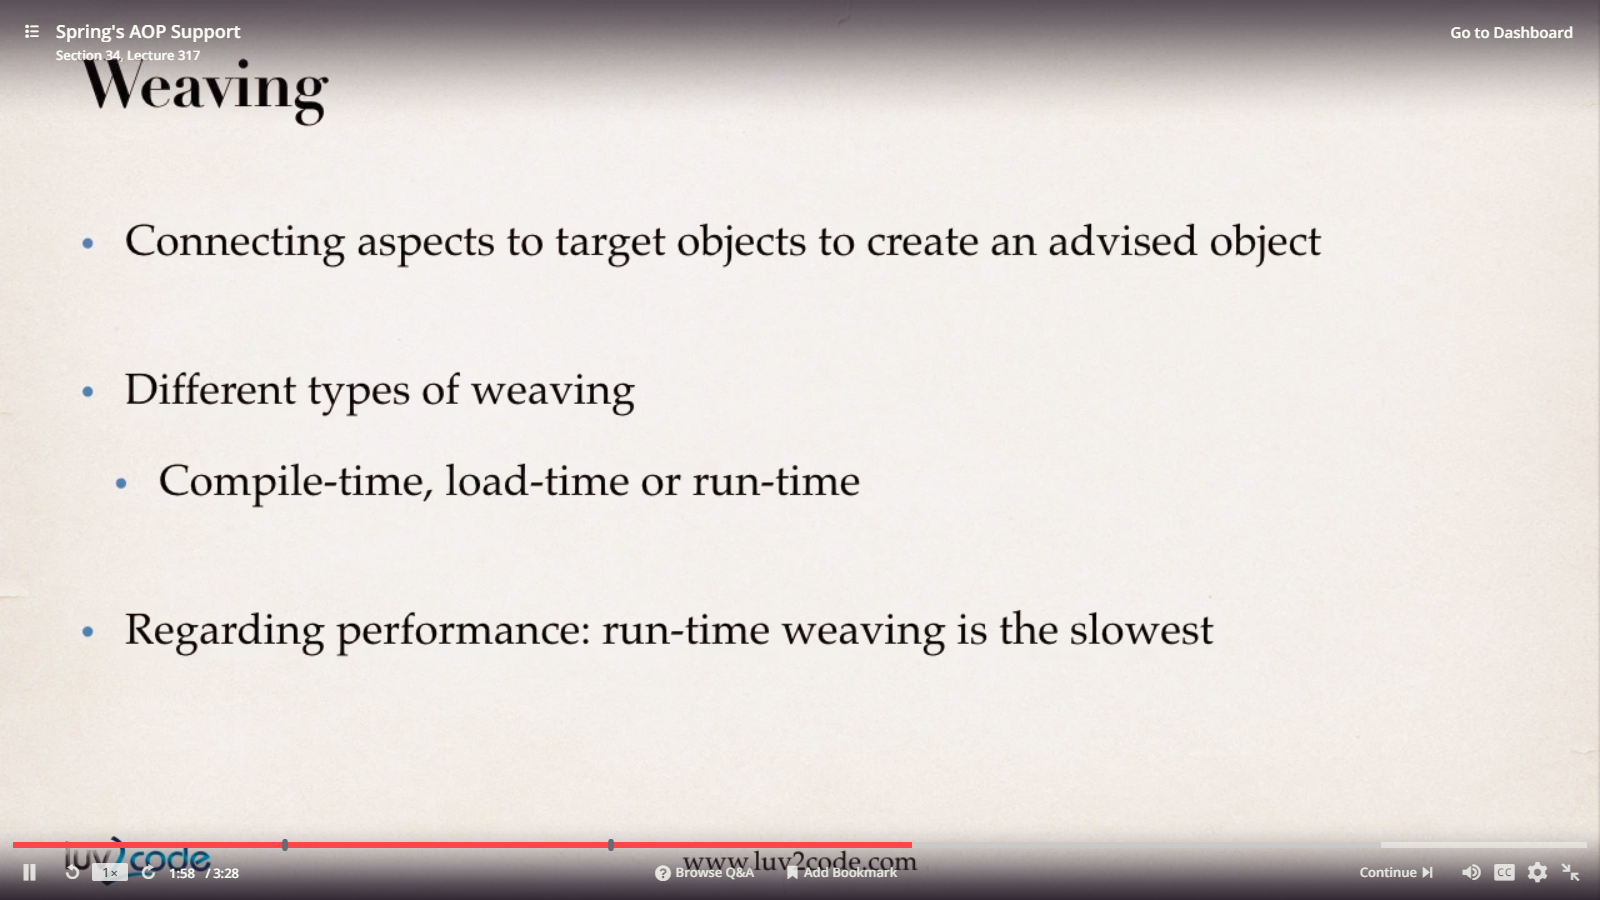 Spring's AOP Support
Go to Dashboard
Section 34, Lecture 317
Weaving
Connecting aspects to target objects to create an advised object
Different types of weaving
Compile-time, load-time or run-time
Regarding performance: run-time weaving is the slowest
luv2code
www.luv2code.com
1x
1:58 / 3:28
Browse Q&A
Add Bookmark
Continue
CC